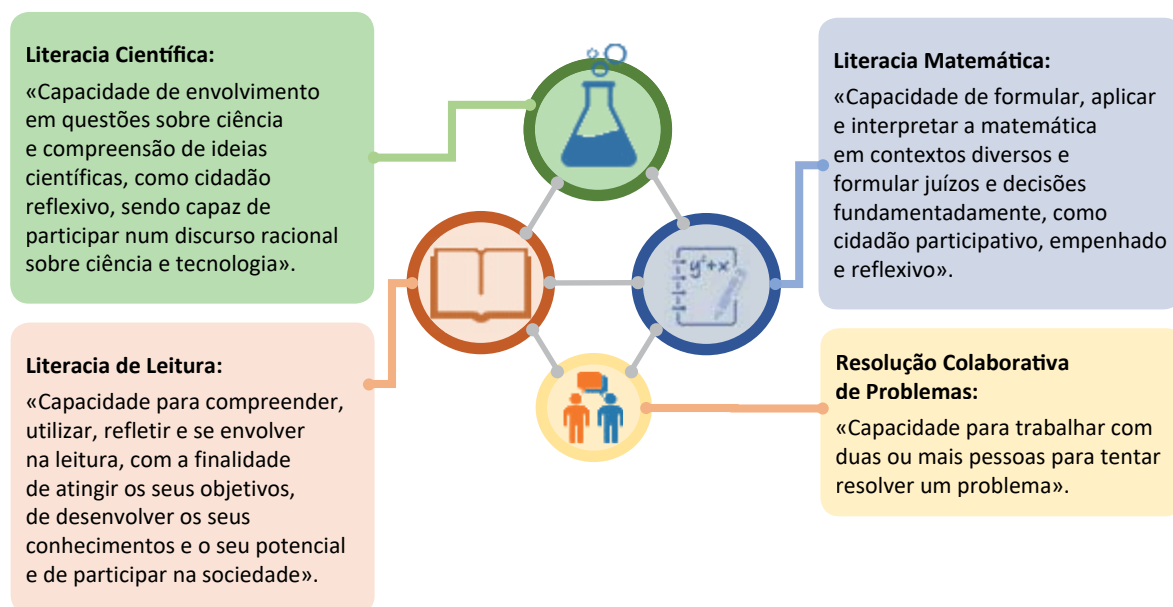 Literacia Científica:
«Capacidade de envolvimento
em questões sobre ciência
e compreensão de ideias
científicas, como cidadão
reflexivo, sendo capaz de
participar num discurso racional
sobre ciência e tecnologia».
Literacia de Leitura:
«Capacidade para compreender,
utilizar, refletir e se envolver
na leitura, com a finalidade
de atingir os seus objetivos,
de desenvolver os seus
conhecimentos e o seu potencial
e de participar na sociedade».
y²+x
Literacia Matemática:
«Capacidade de formular, aplicar
e interpretar a matemática
em contextos diversos e
formular juízos e decisões
fundamentadamente, como
cidadão participativo, empenhado
e reflexivo».
Resolução Colaborativa
de Problemas:
«Capacidade para trabalhar com
duas ou mais pessoas para tentar
resolver um problema».